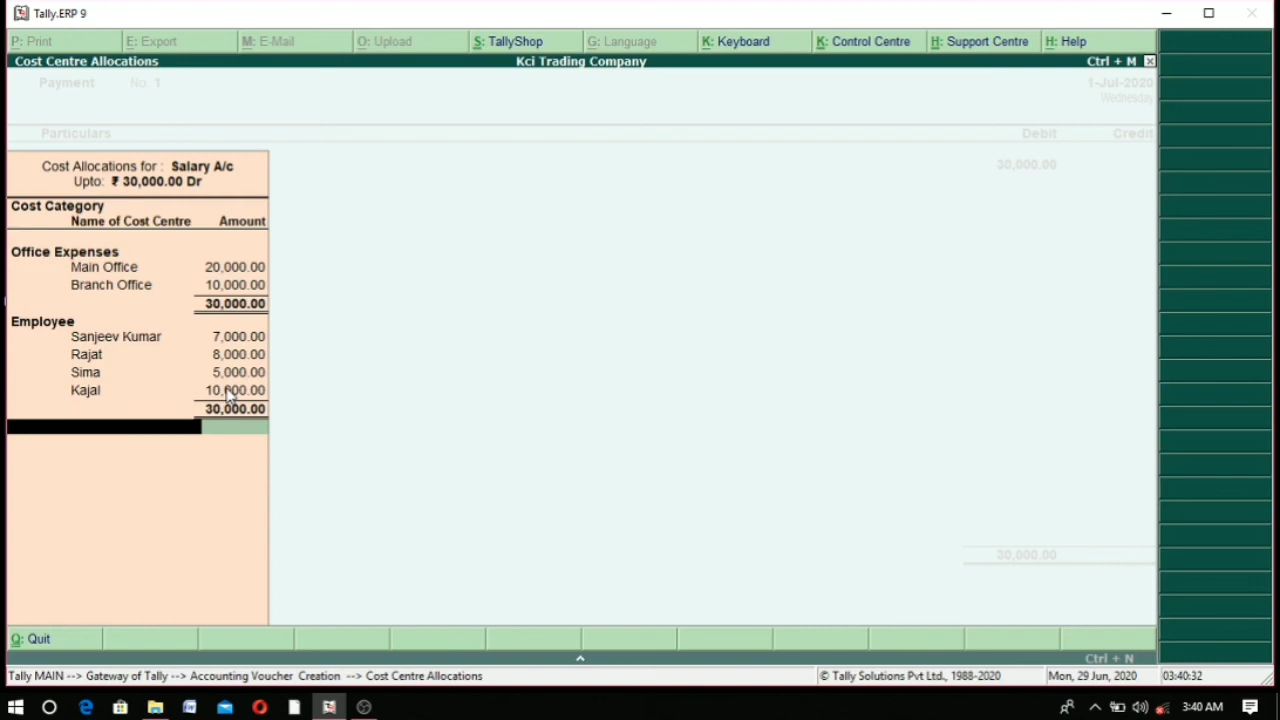 Tally.ERP 9
P: Print E: Export M: E-Mail O: Upload S: TallyShop G: Language K: Keyboard K: Control Centre H: Support Centre H: Help
Cost Centre Allocations Kci Trading Company Ctrl + M
Payment No. 1 1-Jul-2020
Wednesday
Particulars Debit Credit
Cost Allocations for : Salary A/c 30,000.00
Upto: ₹ 30,000.00 Dr
Cost Category
Name of Cost Centre Amount
Office Expenses
Main Office 20,000.00
Branch Office 10,000.00
30,000.00
Employee
Sanjeev Kumar 7,000.00
Rajat 8,000.00
Sima 5,000.00
Kajal 10,000.00
30,000.00
30,000.00
Q: Quit
Ctrl + N
Tally MAIN --> Gateway of Tally --> Accounting Voucher Creation --> Cost Centre Allocations © Tally Solutions Pvt Ltd., 1988-2020 Mon, 29 Jun, 2020 03:40:32
3:40 AM